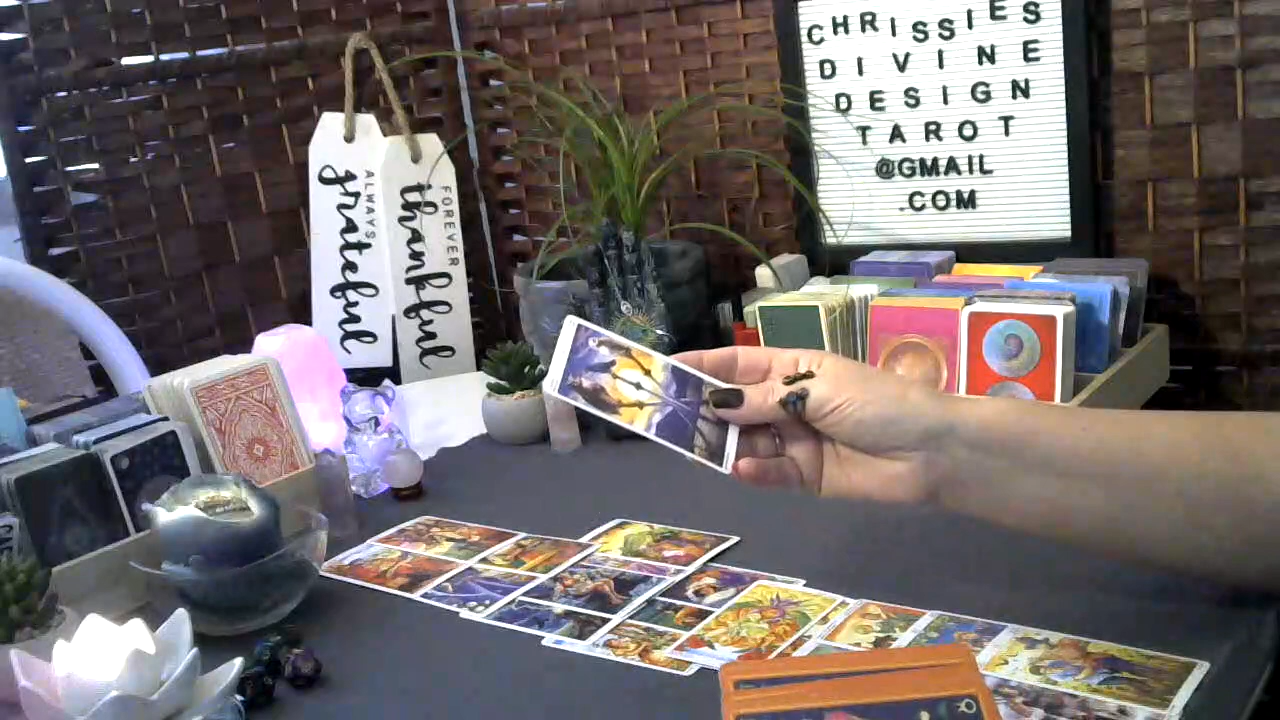 CHRISSIES
DIVINE
DESIGN
TAROT
@GMAIL
.COM
ALWAYS
grateful
FOREVER
thankful